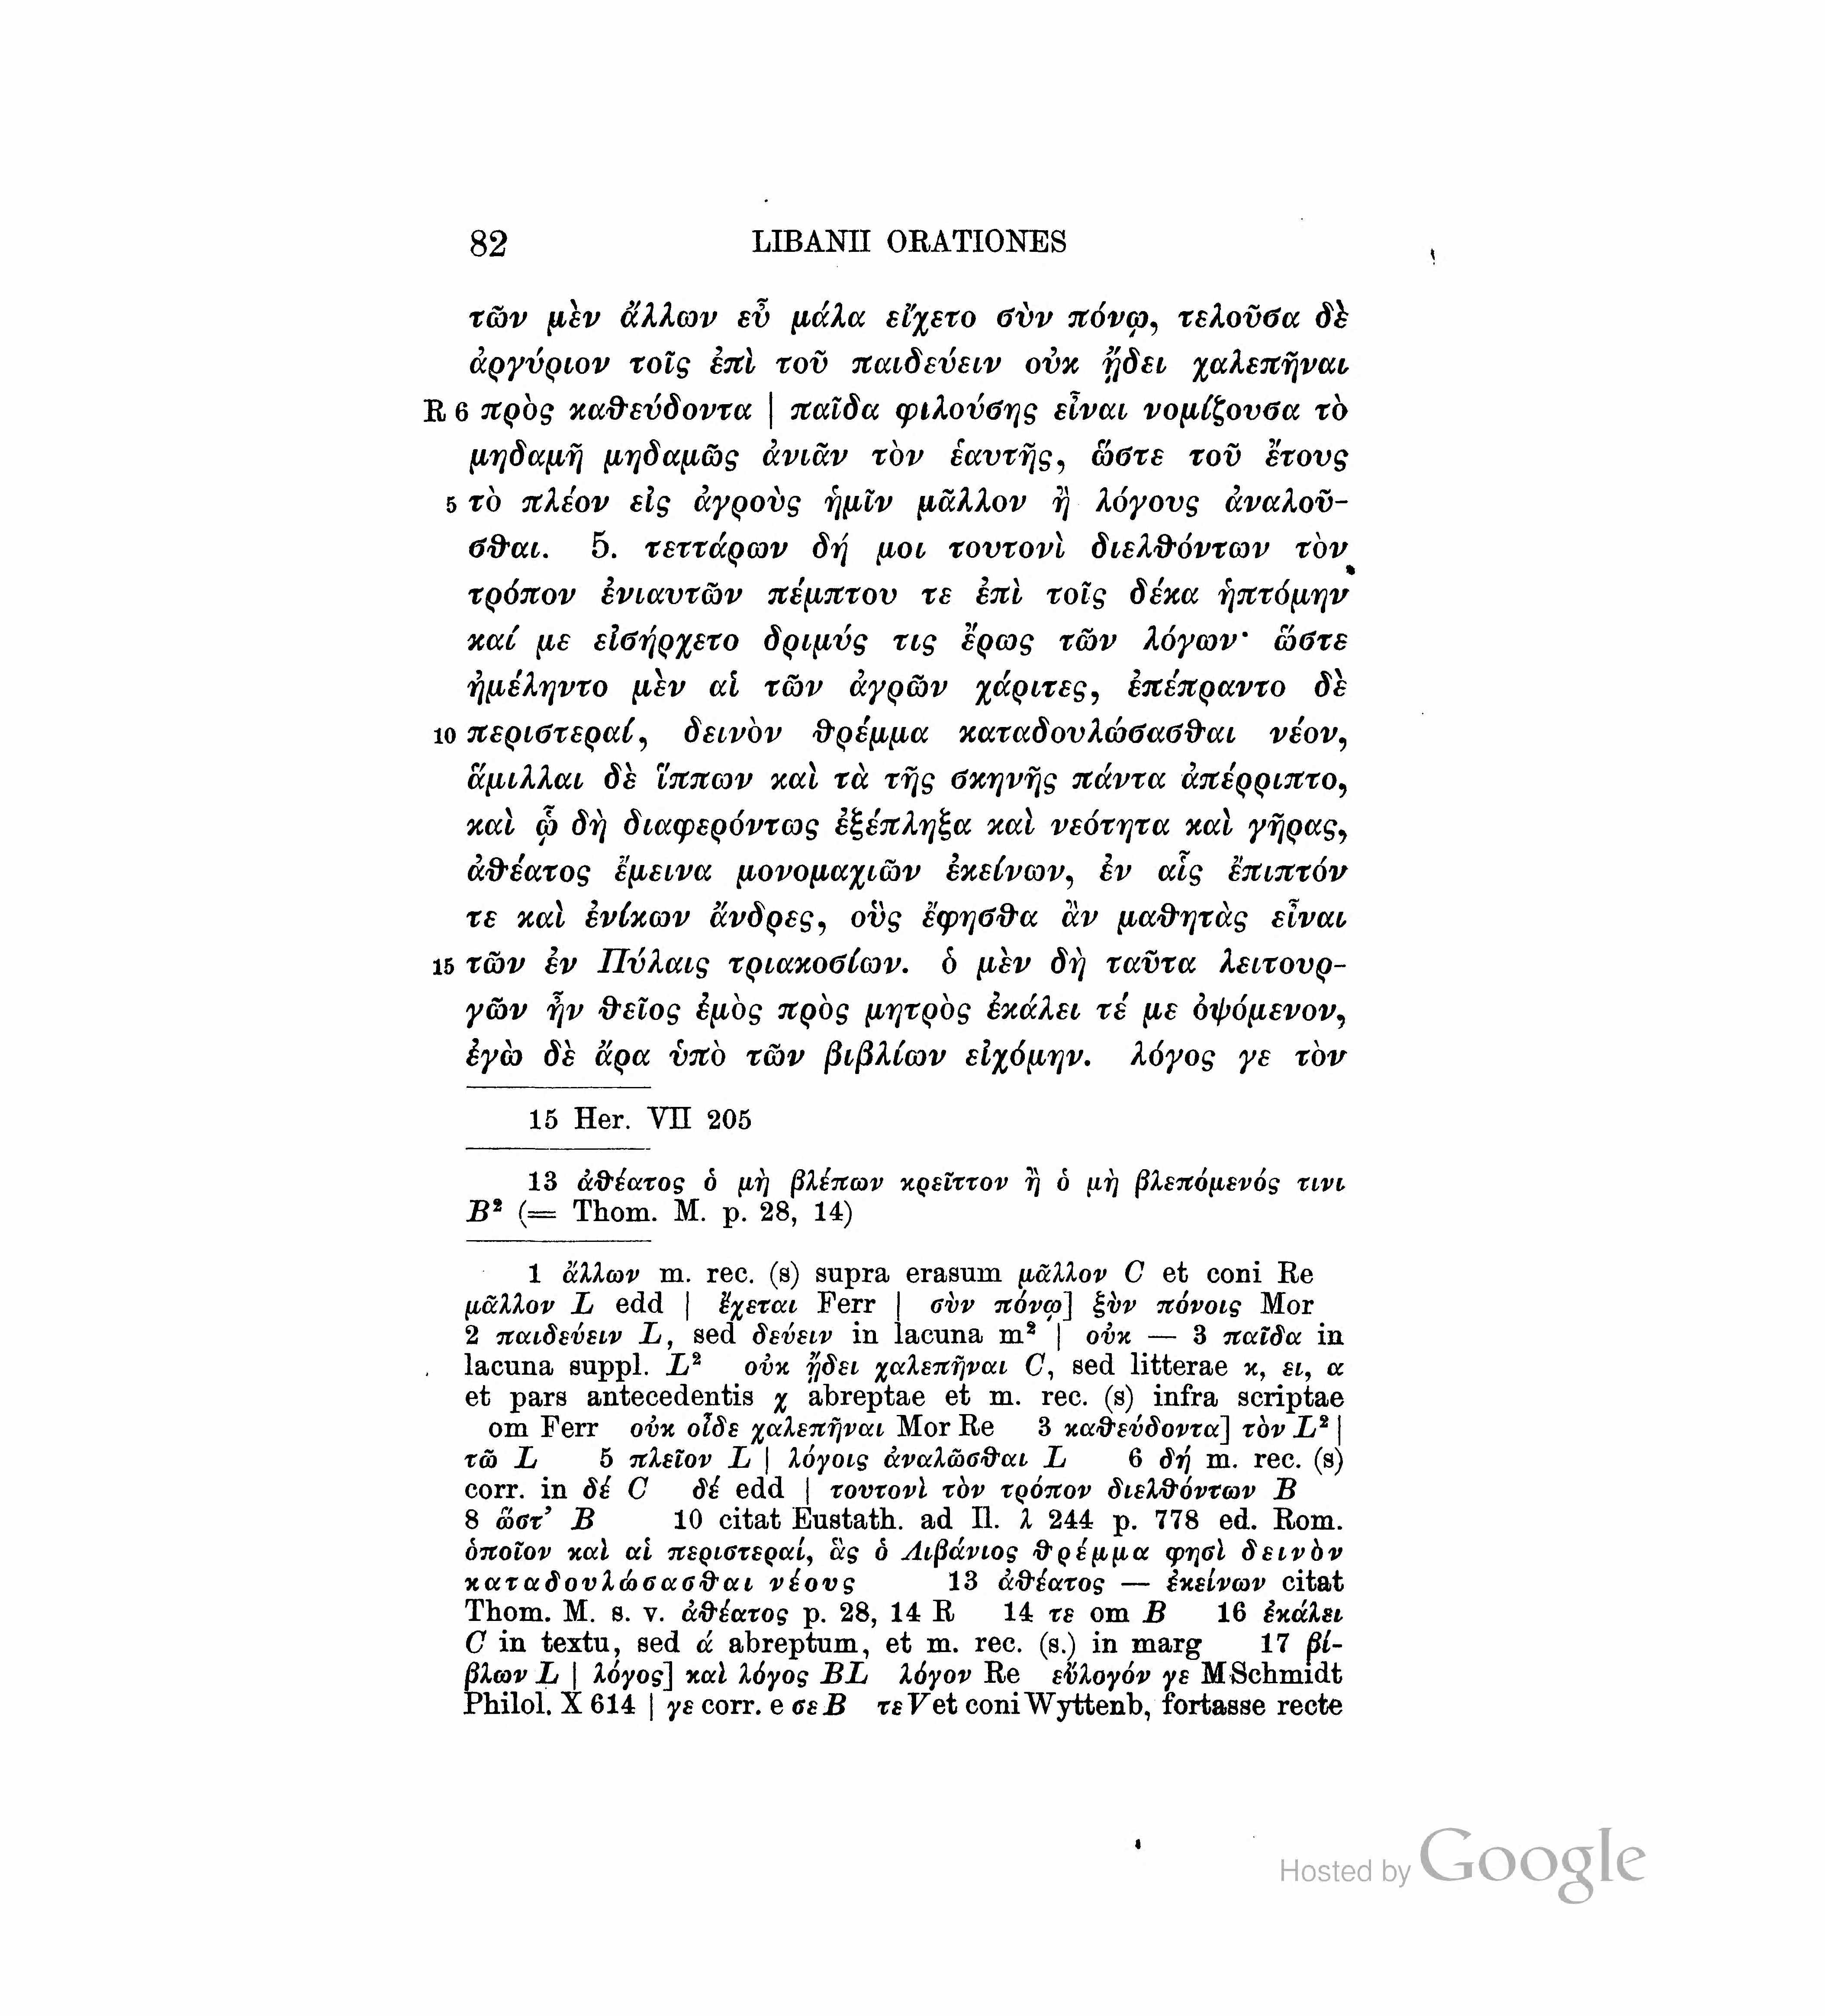 82 LIBANII ORATIONES
τῶν μὲν ἄλλων εὖ μάλα εἴχετο σὺν πόνῳ, τελοῦσα δὲ
ἀργύριον τοῖς ἐπὶ τοῦ παιδεύειν οὐκ ᾔδει χαλεπῆναι
R 6 πρὸς καθεύδοντα | παῖδα φιλούσης εἶναι νομίζουσα τὸ
μηδαμῆ μηδαμῶς ἀνιᾶν τὸν ἑαυτῆς, ὥστε τοῦ ἔτους
5 τὸ πλέον εἰς ἀγροὺς ἡμῖν μᾶλλον ἢ λόγους ἀναλοῦ-
σθαι. 5. τεττάρων δή μοι τουτονὶ διελθόντων τὸν
τρόπον ἐνιαυτῶν πέμπτου τε ἐπὶ τοῖς δέκα ἡπτόμην
καί με εἰσήρχετο δριμύς τις ἔρως τῶν λόγων· ὥστε
ἠμέληντο μὲν αἱ τῶν ἀγρῶν χάριτες, ἐπέπραντο δὲ
10 περιστεραί, δεινὸν θρέμμα καταδουλώσασθαι νέον,
ἅμιλλαι δὲ ἵππων καὶ τὰ τῆς σκηνῆς πάντα ἀπέρριπτο,
καὶ ᾧ δὴ διαφερόντως ἐξέπληξα καὶ νεότητα καὶ γῆρας,
ἀθέατος ἔμεινα μονομαχιῶν ἐκείνων, ἐν αἷς ἔπιπτόν
τε καὶ ἐνίκων ἄνδρες, οὓς ἔφησθα ἂν μαθητὰς εἶναι
15 τῶν ἐν Πύλαις τριακοσίων. ὁ μὲν δὴ ταῦτα λειτουρ-
γῶν ἦν θεῖος ἐμὸς πρὸς μητρὸς ἐκάλει τέ με ὀψόμενον,
ἐγὼ δὲ ἄρα ὑπὸ τῶν βιβλίων εἰχόμην. λόγος γε τὸν
15 Her. VII 205
13 ἀθέατος ὁ μὴ βλέπων κρεῖττον ἢ ὁ μὴ βλεπόμενός τινι
B² (= Thom. M. p. 28, 14)
1 ἄλλων m. rec. (s) supra erasum μᾶλλον C et coni Re
μᾶλλον L edd | ἔχεται Ferr | σὺν πόνῳ] ξὺν πόνοις Mor
2 παιδεύειν L, sed δεύειν in lacuna m² | οὐκ — 3 παῖδα in
lacuna suppl. L² οὐκ ᾔδει χαλεπῆναι C, sed litterae κ, ει, α
et pars antecedentis χ abreptae et m. rec. (s) infra scriptae
om Ferr οὐκ οἶδε χαλεπῆναι Mor Re 3 καθεύδοντα] τὸν L² |
τῶ L 5 πλεῖον L | λόγοις ἀναλῶσθαι L 6 δή m. rec. (s)
corr. in δέ C δέ edd | τουτονὶ τὸν τρόπον διελθόντων B
8 ὥστ’ B 10 citat Eustath. ad Il. λ 244 p. 778 ed. Rom.
ὁποῖον καὶ αἱ περιστεραί, ἃς ὁ Λιβάνιος θρέμμα φησὶ δεινὸν
καταδουλώσασθαι νέους 13 ἀθέατος — ἐκείνων citat
Thom. M. s. v. ἀθέατος p. 28, 14 R 14 τε om B 16 ἐκάλει
C in textu, sed ά abreptum, et m. rec. (s.) in marg 17 βί-
βλων L | λόγος] καὶ λόγος BL λόγον Re εὔλογόν γε MSchmidt
Philol. X 614 | γε corr. e σε B τε V et coni Wyttenb, fortasse recte
Hosted by Google